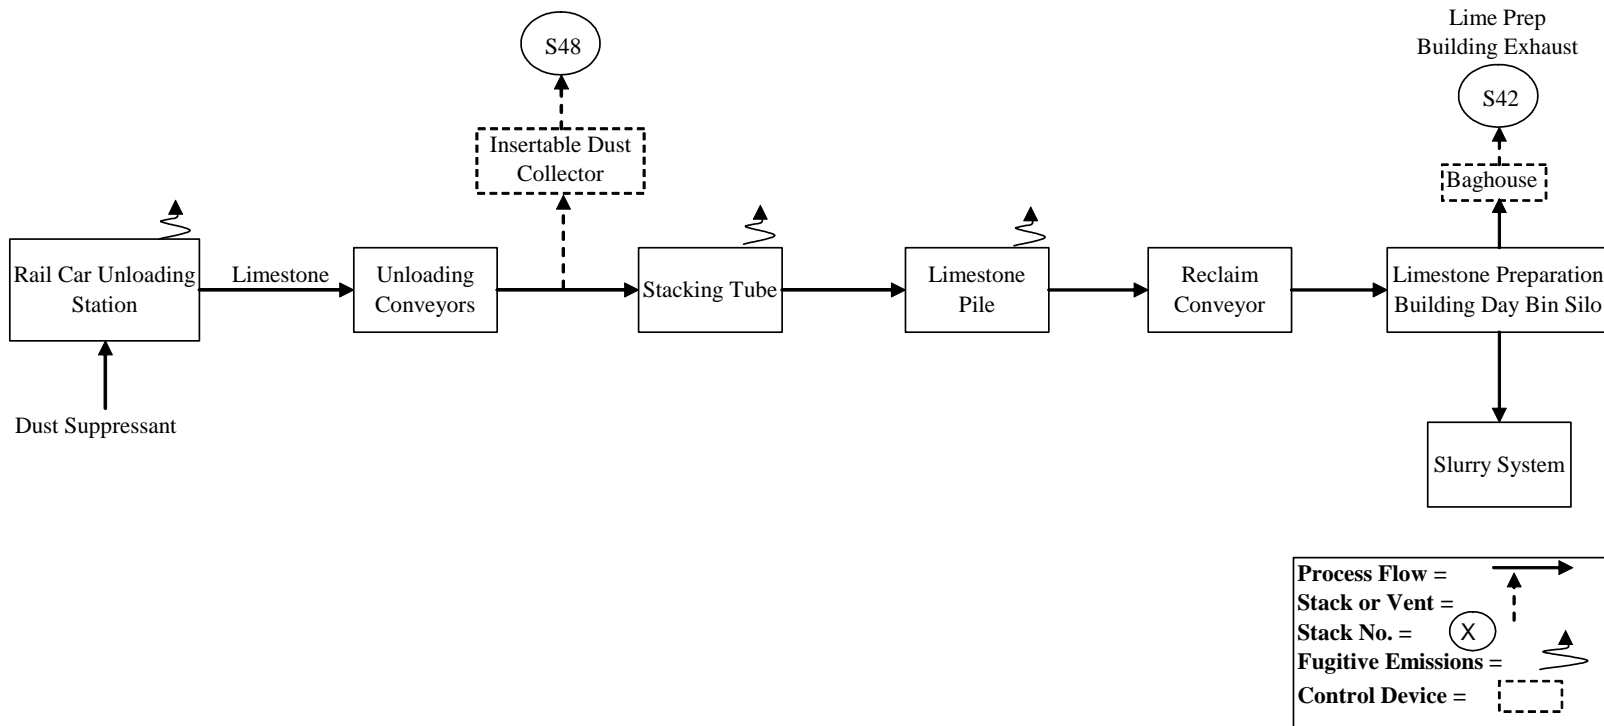 Lime Prep
Building Exhaust
S48
S42
Insertable Dust
Collector
Baghouse
Rail Car Unloading
Station
Limestone
Unloading
Conveyors
Stacking Tube
Limestone
Pile
Reclaim
Conveyor
Limestone Preparation
Building Day Bin Silo
Dust Suppressant
Slurry System
Process Flow =
Stack or Vent =
Stack No. = X
Fugitive Emissions =
Control Device =